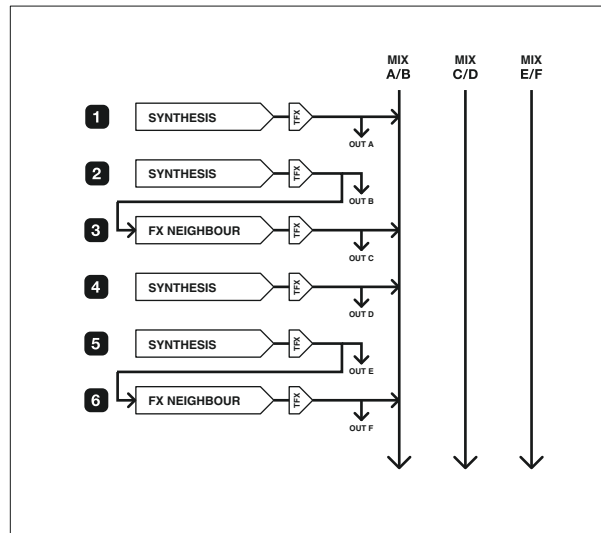 MIX MIX MIX
A/B C/D E/F
1 SYNTHESIS TFX
OUT A
2 SYNTHESIS TFX
OUT B
3 FX NEIGHBOUR TFX
OUT C
4 SYNTHESIS TFX
OUT D
5 SYNTHESIS TFX
OUT E
6 FX NEIGHBOUR TFX
OUT F